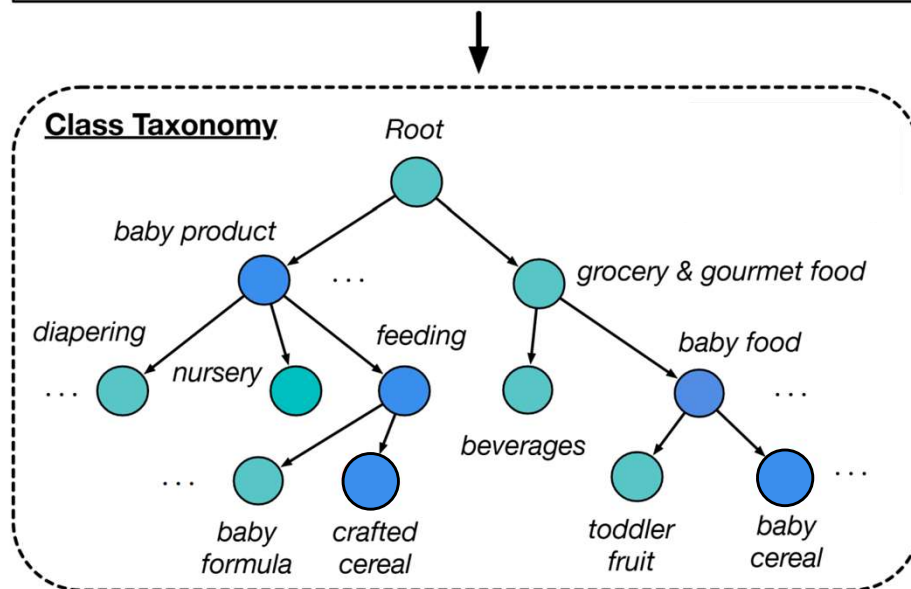 Class Taxonomy
Root
baby product
. . .
grocery & gourmet food
diapering
feeding
baby food
. . .
nursery
. . .
beverages
. . .
. . .
baby
formula
crafted
cereal
toddler
fruit
baby
cereal